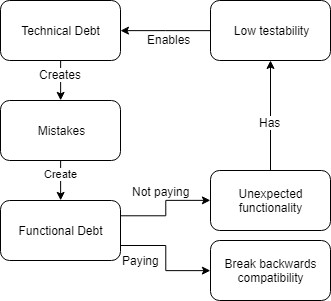 Technical Debt
Low testability
Enables
Creates
Mistakes
Has
Create
Not paying
Unexpected
functionality
Functional Debt
Paying
Break backwards
compatibility